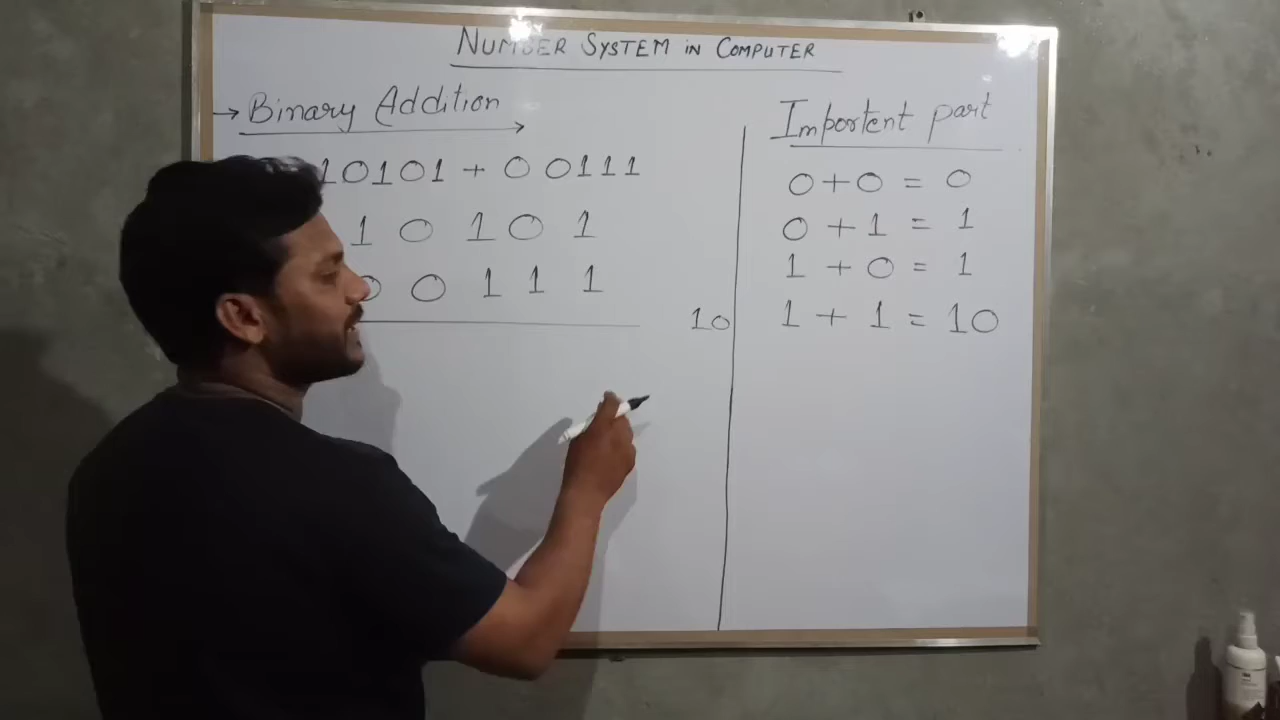 NUMBER SYSTEM IN COMPUTER
→ Binary Addition
10101 + 00111
1 0 1 0 1
0 0 1 1 1
10
Importent part
0+0 = 0
0 + 1 = 1
1 + 0 = 1
1 + 1 = 10